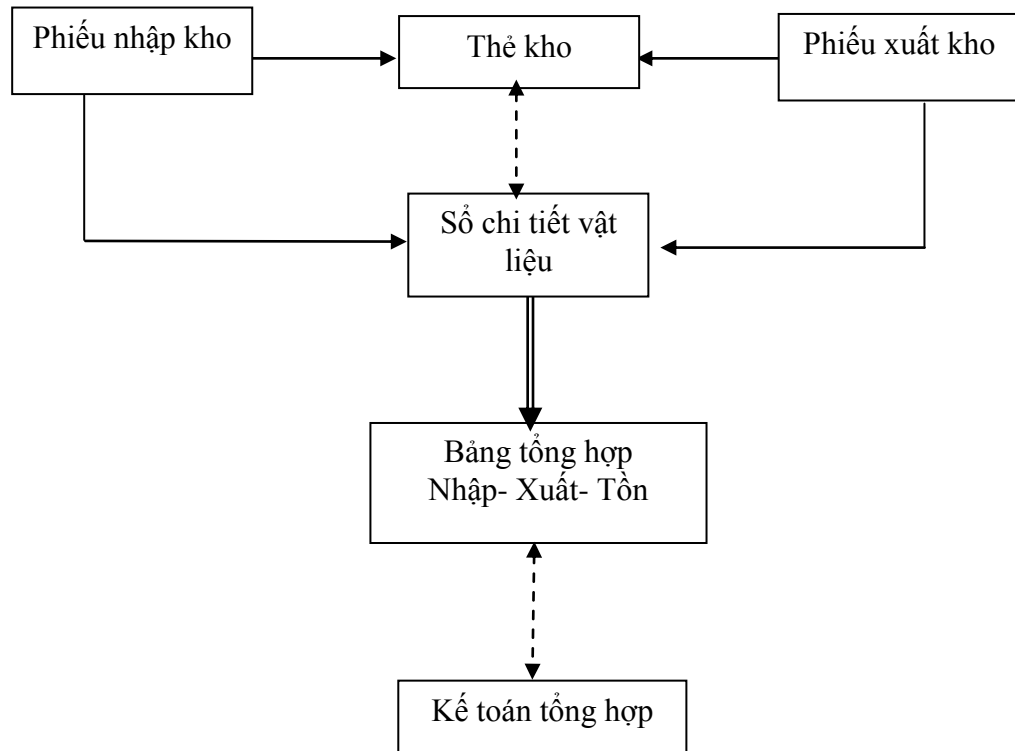 Phiếu nhập kho
Thẻ kho
Phiếu xuất kho
Sổ chi tiết vật
liệu
Bảng tổng hợp
Nhập- Xuất- Tồn
Kế toán tổng hợp